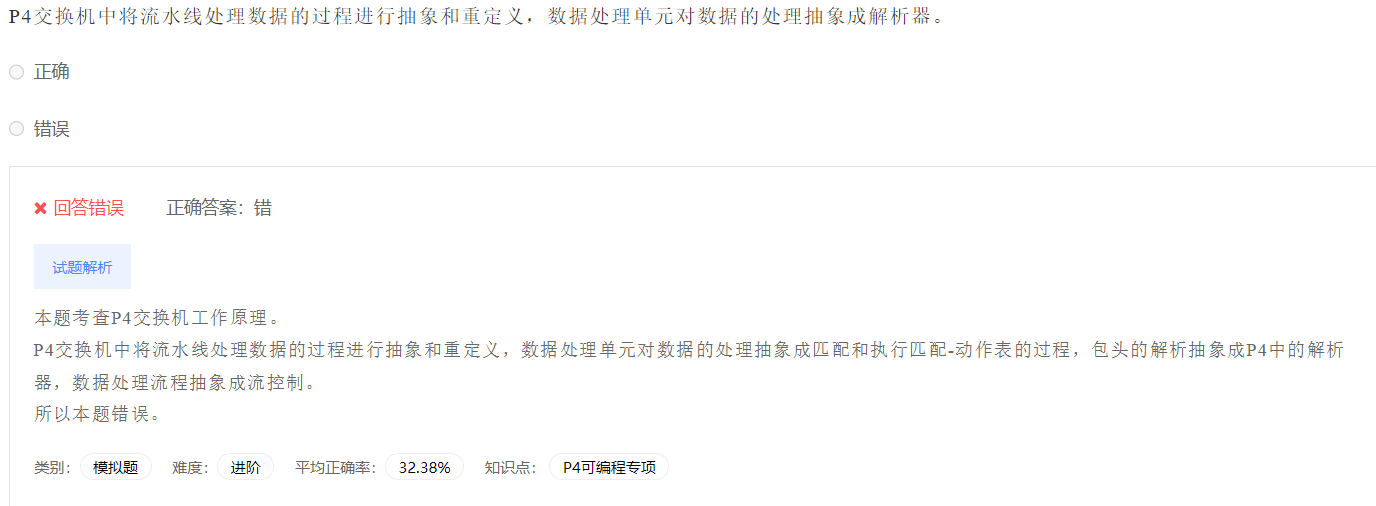 P4交换机中将流水线处理数据的过程进行抽象和重定义，数据处理单元对数据的处理抽象成解析器。
正确
错误
回答错误 正确答案：错
试题解析
本题考查P4交换机工作原理。
P4交换机中将流水线处理数据的过程进行抽象和重定义，数据处理单元对数据的处理抽象成匹配和执行匹配-动作表的过程，包头的解析抽象成P4中的解析
器，数据处理流程抽象成流控制。
所以本题错误。
类别： 模拟题 难度： 进阶 平均正确率： 32.38% 知识点： P4可编程专项